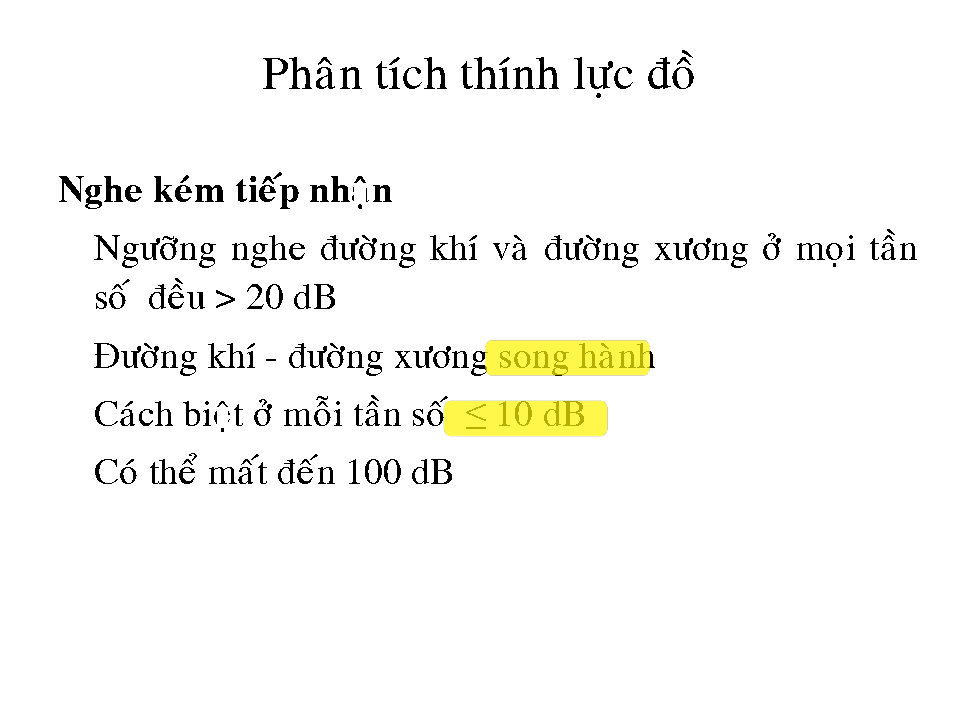 Phân tích thính lực đồ
Nghe kém tiếp nhận
Ngưỡng nghe đường khí và đường xương ở mọi tần
số đều > 20 dB
Đường khí - đường xương song hành
Cách biệt ở mỗi tần số ≤ 10 dB
Có thể mất đến 100 dB